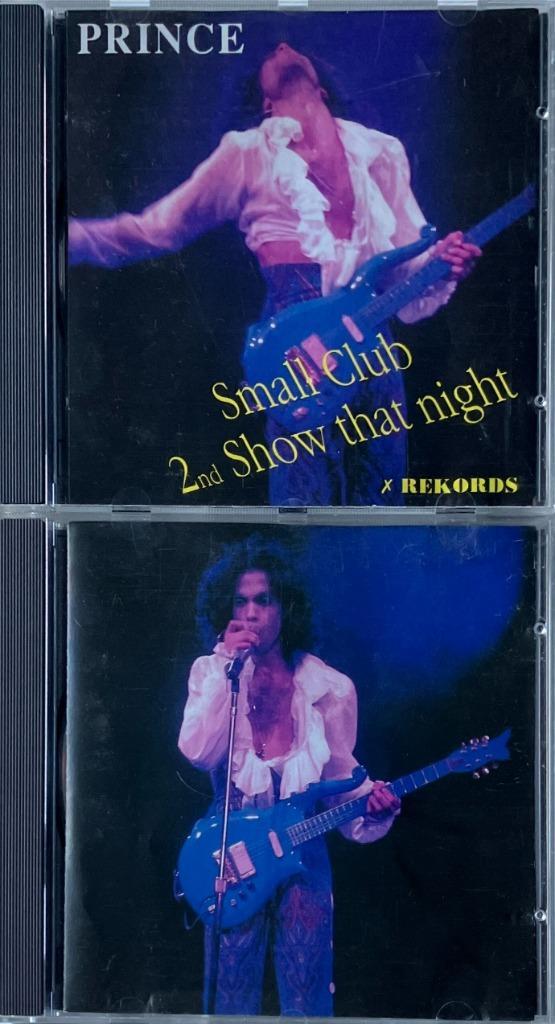 PRINCE
Small Club
2nd Show that night
X REKORDS